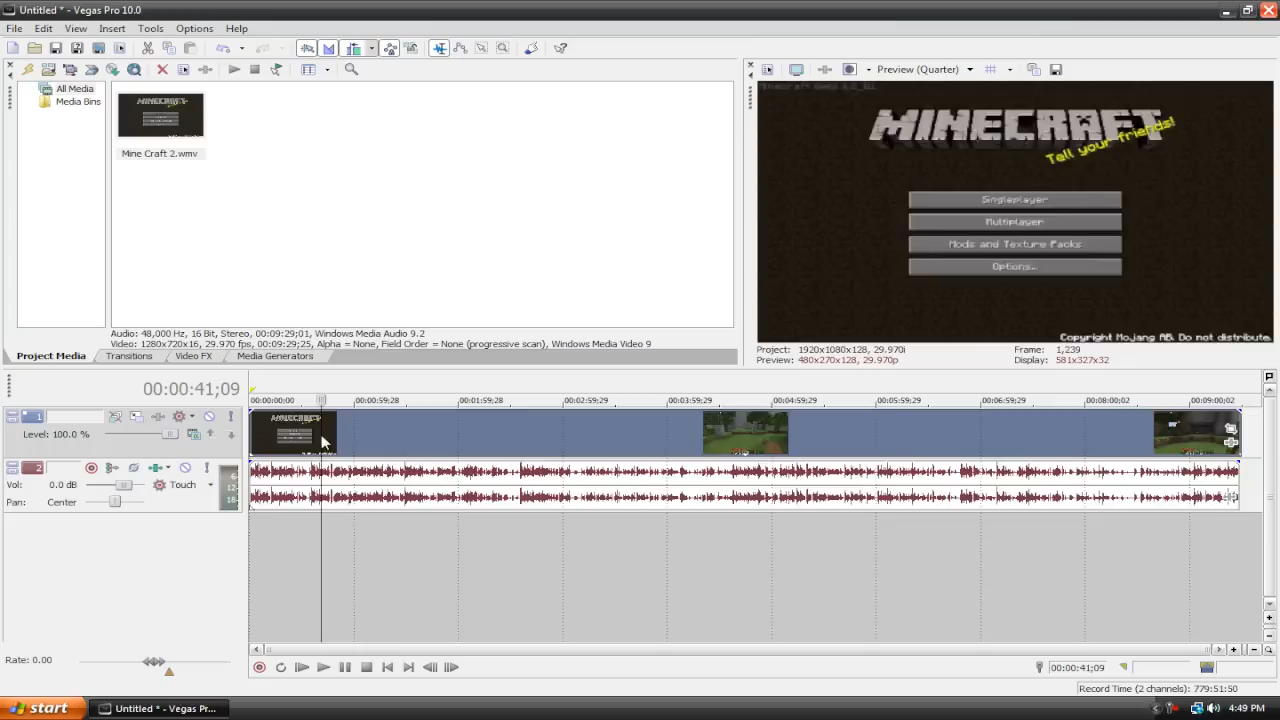 Untitled * - Vegas Pro 10.0
File Edit View Insert Tools Options Help
Preview (Quarter)
All Media
Media Bins
Mine Craft 2.wmv
MINECRAFT
Tell your friends!
Singleplayer
Multiplayer
Mods and Texture Packs
Options...
Copyright Mojang AB. Do not distribute.
Audio: 48,000 Hz, 16 Bit, Stereo, 00:09:29;01, Windows Media Audio 9.2
Video: 1280x720x16, 29.970 fps, 00:09:29;25, Alpha = None, Field Order = None (progressive scan), Windows Media Video 9
Project Media Transitions Video FX Media Generators
Project: 1920x1080x128, 29.970i Frame: 1,239
Preview: 480x270x128, 29.970p Display: 581x327x32
00:00:41;09
00:00:00;00 00:00:59;28 00:01:59;28 00:02:59;28 00:03:59;29 00:04:59;29 00:05:59;29 00:06:59;29 00:08:00;02 00:09:00;02
1
Level: 100.0 %
2
Vol: 0.0 dB Touch
Pan: Center
12
18
Rate: 0.00
00:00:41;09
Record Time (2 channels): 779:51:50
start Untitled * - Vegas Pr... 4:49 PM